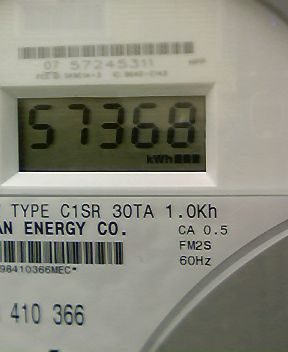 07 57245311
57368
kWh
TYPE C1SR 30TA 1.0Kh
AN ENERGY CO. CA 0.5
FM2S
98410366MEC* 60Hz
410 366